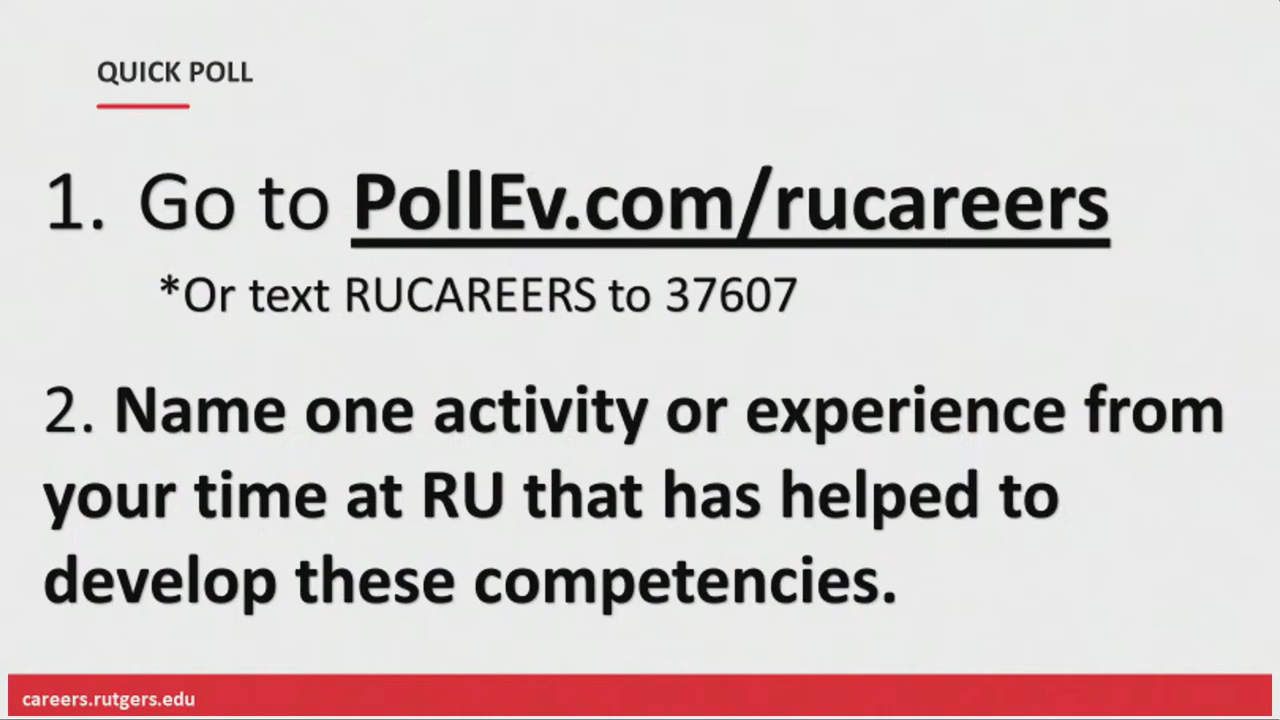 QUICK POLL
1. Go to PollEv.com/rucareers
*Or text RUCAREERS to 37607
2. Name one activity or experience from
your time at RU that has helped to
develop these competencies.
careers.rutgers.edu